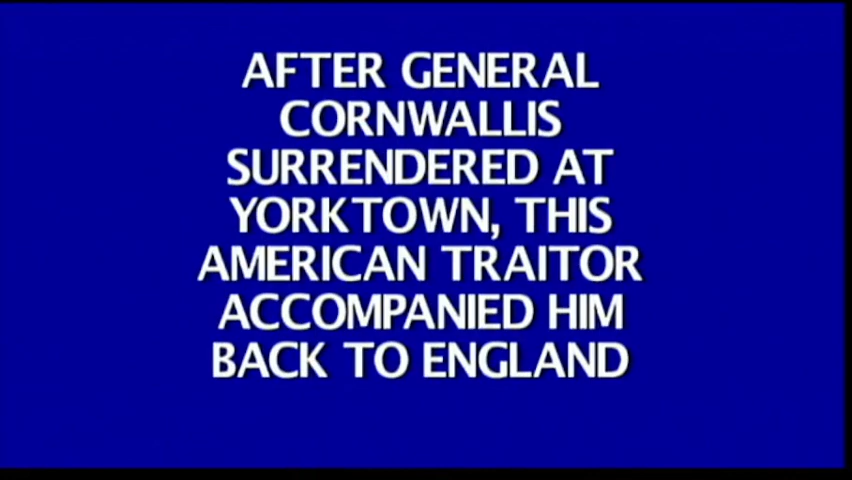 AFTER GENERAL
CORNWALLIS
SURRENDERED AT
YORKTOWN, THIS
AMERICAN TRAITOR
ACCOMPANIED HIM
BACK TO ENGLAND